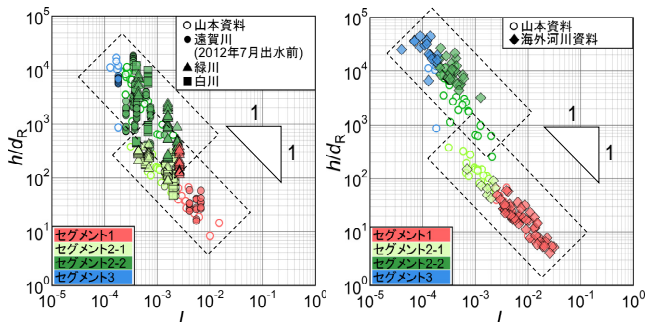 h/dR
10^5
10^4
10^3
10^2
10^1
10^0
山本資料
遠賀川
(2012年7月出水前)
緑川
白川
1
1
セグメント1
セグメント2-1
セグメント2-2
セグメント3
10^-5
10^-4
10^-3
10^-2
10^-1
10^0
I
h/dR
10^5
10^4
10^3
10^2
10^1
10^0
山本資料
海外河川資料
1
1
セグメント1
セグメント2-1
セグメント2-2
セグメント3
10^-5
10^-4
10^-3
10^-2
10^-1
10^0
I